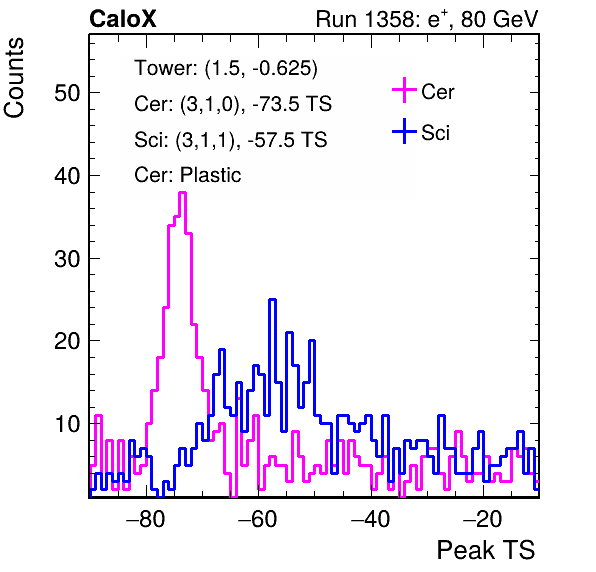 CaloX
Run 1358: e+, 80 GeV
Counts
Tower: (1.5, -0.625)
Cer: (3,1,0), -73.5 TS
Sci: (3,1,1), -57.5 TS
Cer: Plastic
Cer
Sci
50
40
30
20
10
−80
−60
−40
−20
Peak TS